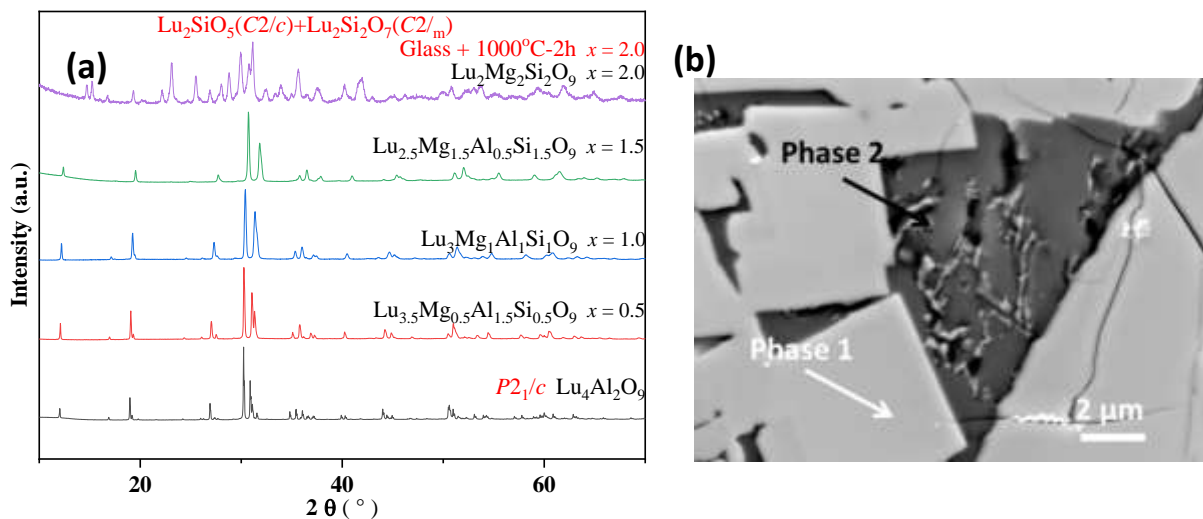 (a)
Lu₂SiO₅(C2/c)+Lu₂Si₂O₇(C2/m)
Glass + 1000°C-2h x = 2.0
Lu₂Mg₂Si₂O₉ x = 2.0
Lu₂.₅Mg₁.₅Al₀.₅Si₁.₅O₉ x = 1.5
Lu₃Mg₁Al₁Si₁O₉ x = 1.0
Lu₃.₅Mg₀.₅Al₁.₅Si₀.₅O₉ x = 0.5
P2₁/c Lu₄Al₂O₉
Intensity (a.u.)
20 40 60
2 θ ( ° )
(b)
Phase 2
Phase 1
2 μm